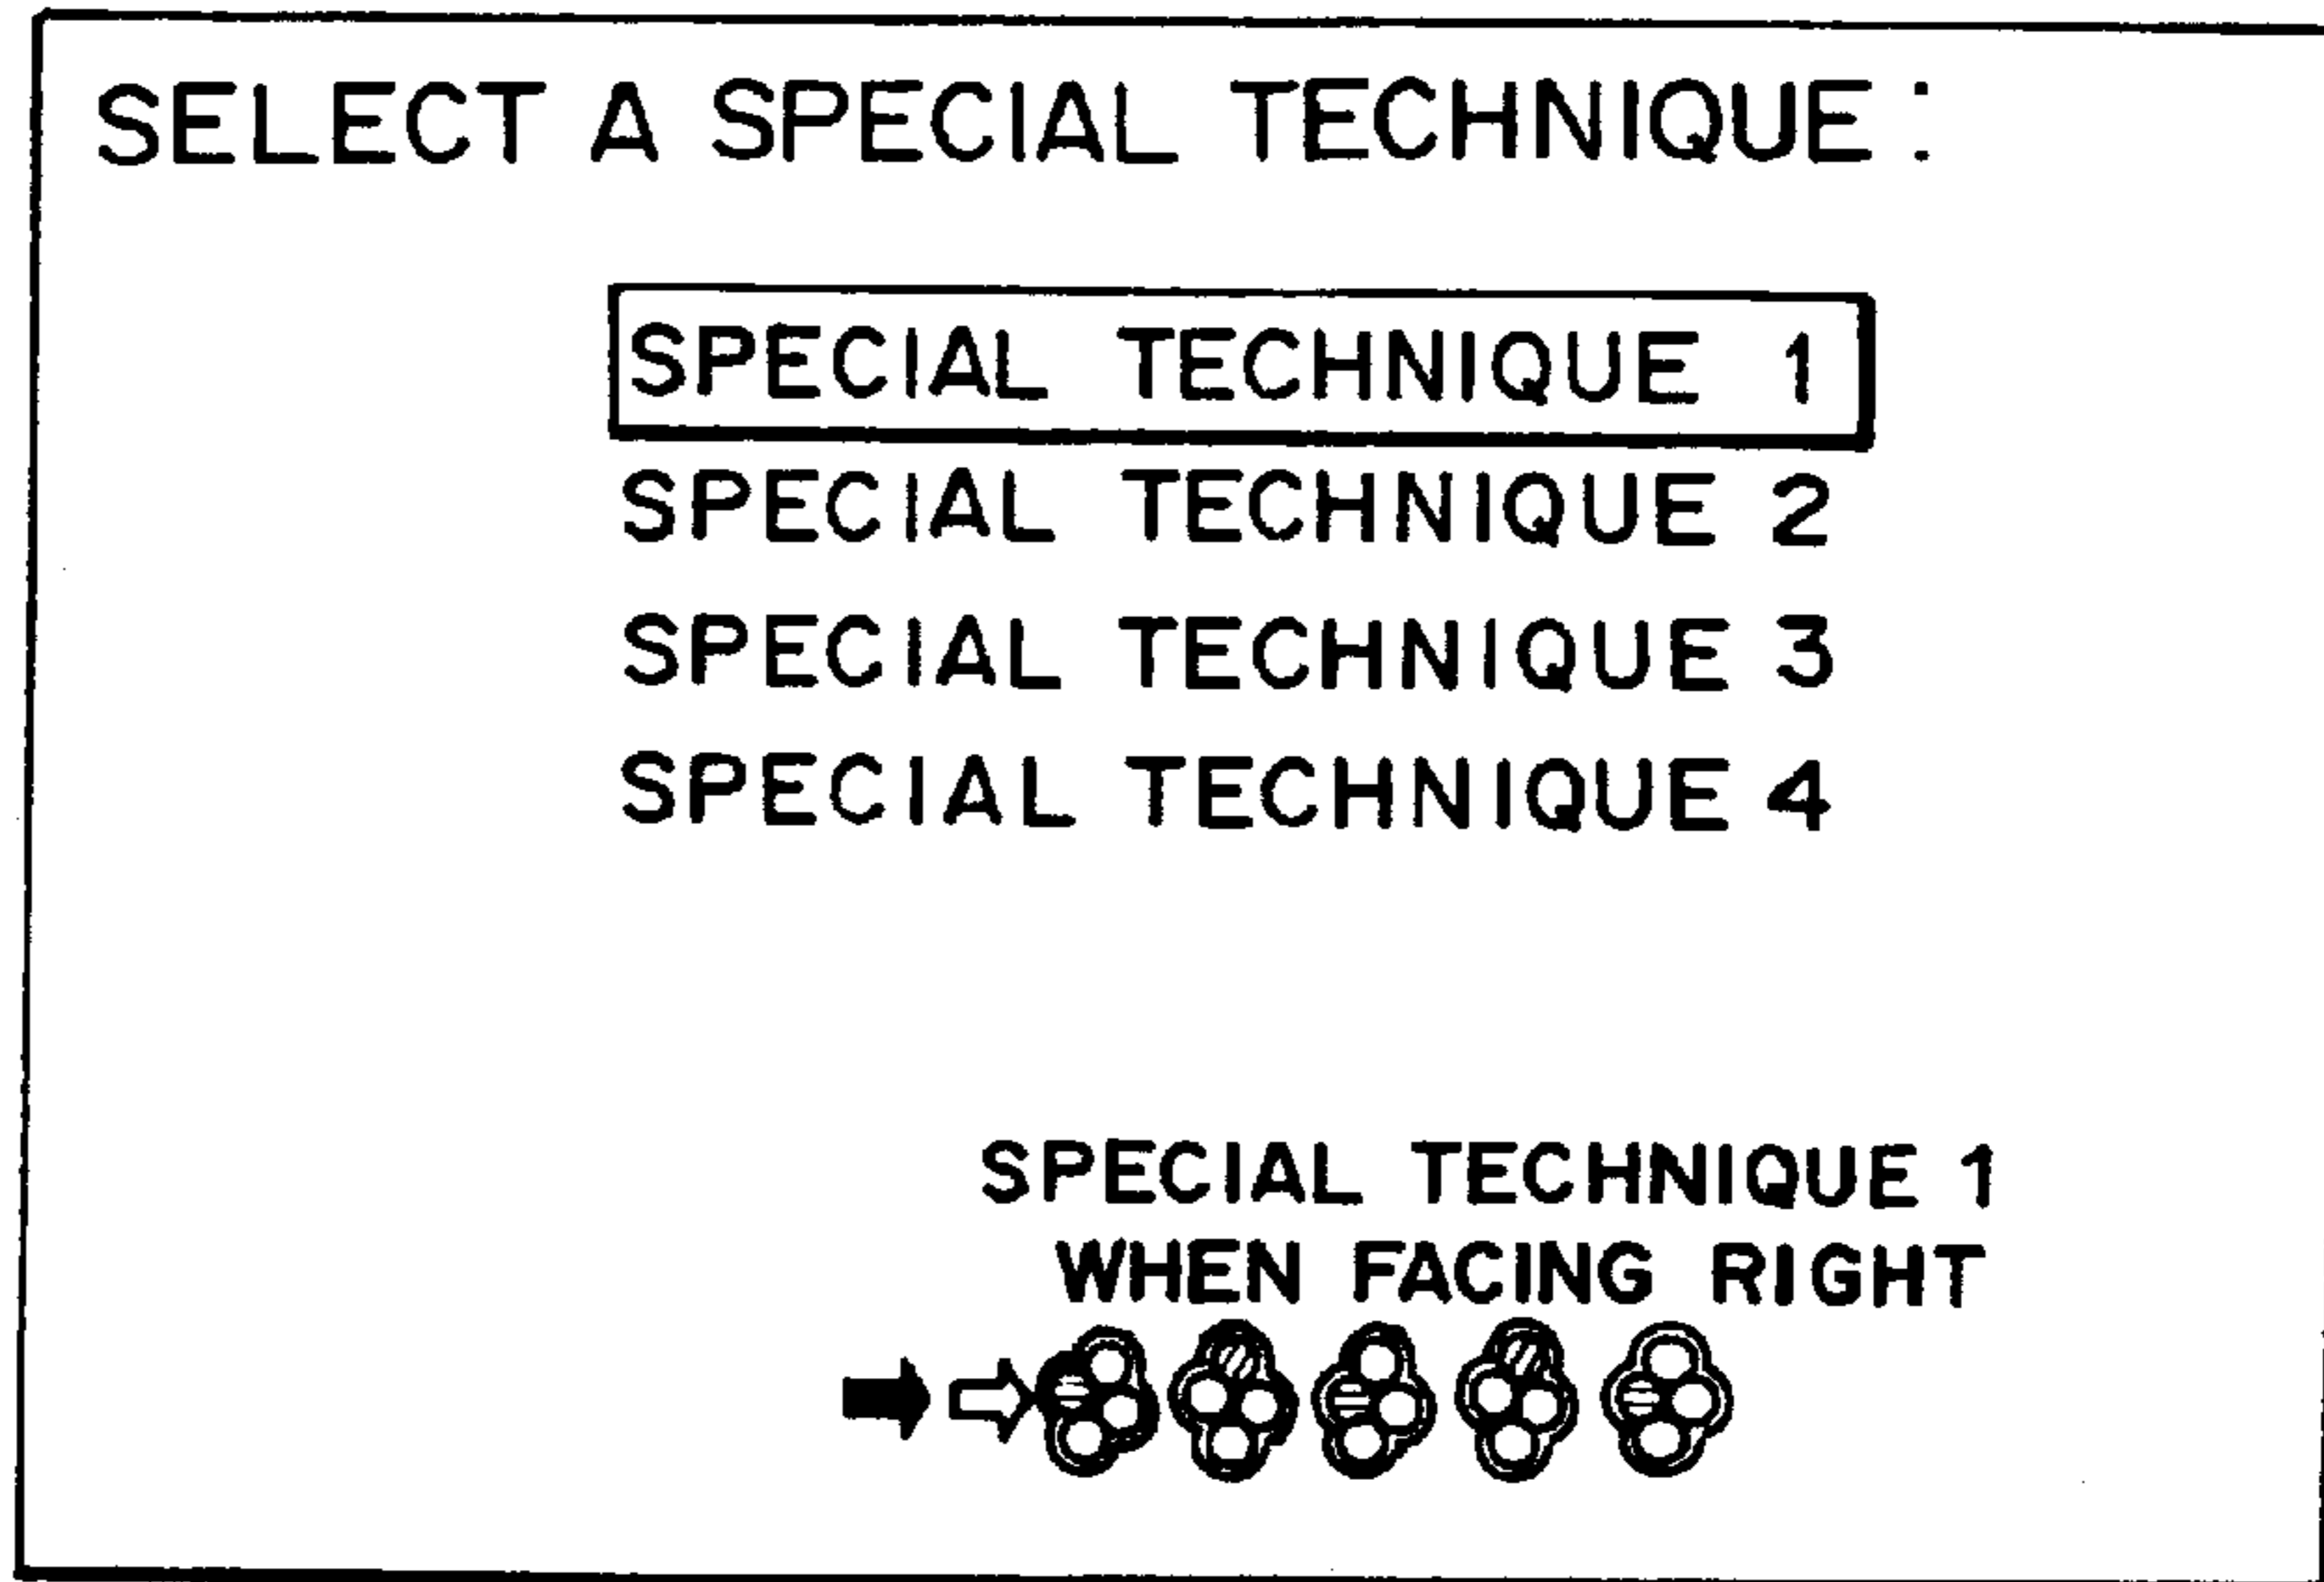 SELECT A SPECIAL TECHNIQUE:
SPECIAL TECHNIQUE 1
SPECIAL TECHNIQUE 2
SPECIAL TECHNIQUE 3
SPECIAL TECHNIQUE 4
SPECIAL TECHNIQUE 1
WHEN FACING RIGHT